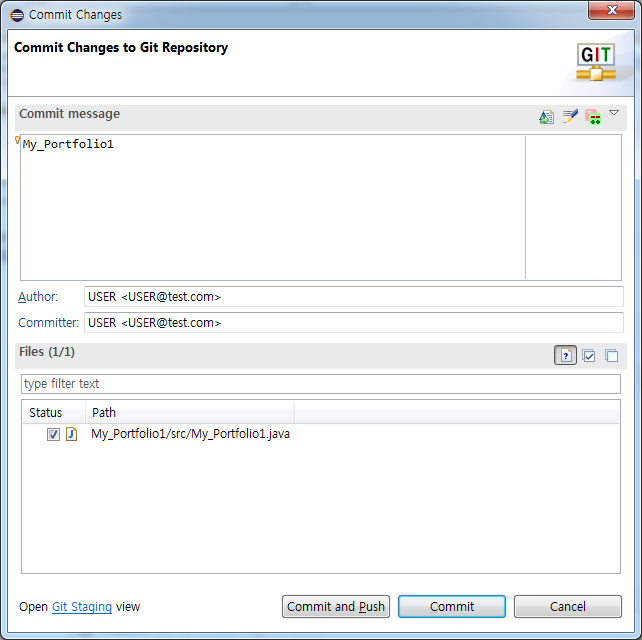 Commit Changes
Commit Changes to Git Repository
GIT
Commit message
My_Portfolio1
Author: USER <USER@test.com>
Committer: USER <USER@test.com>
Files (1/1)
type filter text
Status Path
My_Portfolio1/src/My_Portfolio1.java
Open Git Staging view Commit and Push Commit Cancel